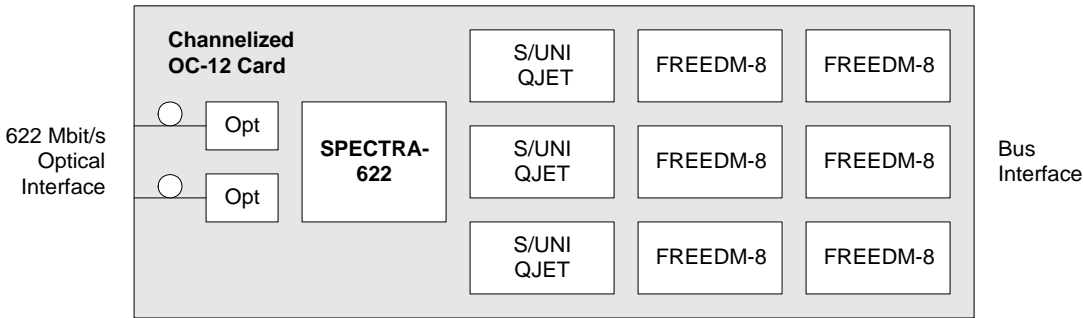 Channelized
OC-12 Card
622 Mbit/s
Optical
Interface
Opt
Opt
SPECTRA-
622
S/UNI
QJET
FREEDM-8
FREEDM-8
S/UNI
QJET
FREEDM-8
FREEDM-8
S/UNI
QJET
FREEDM-8
FREEDM-8
Bus
Interface